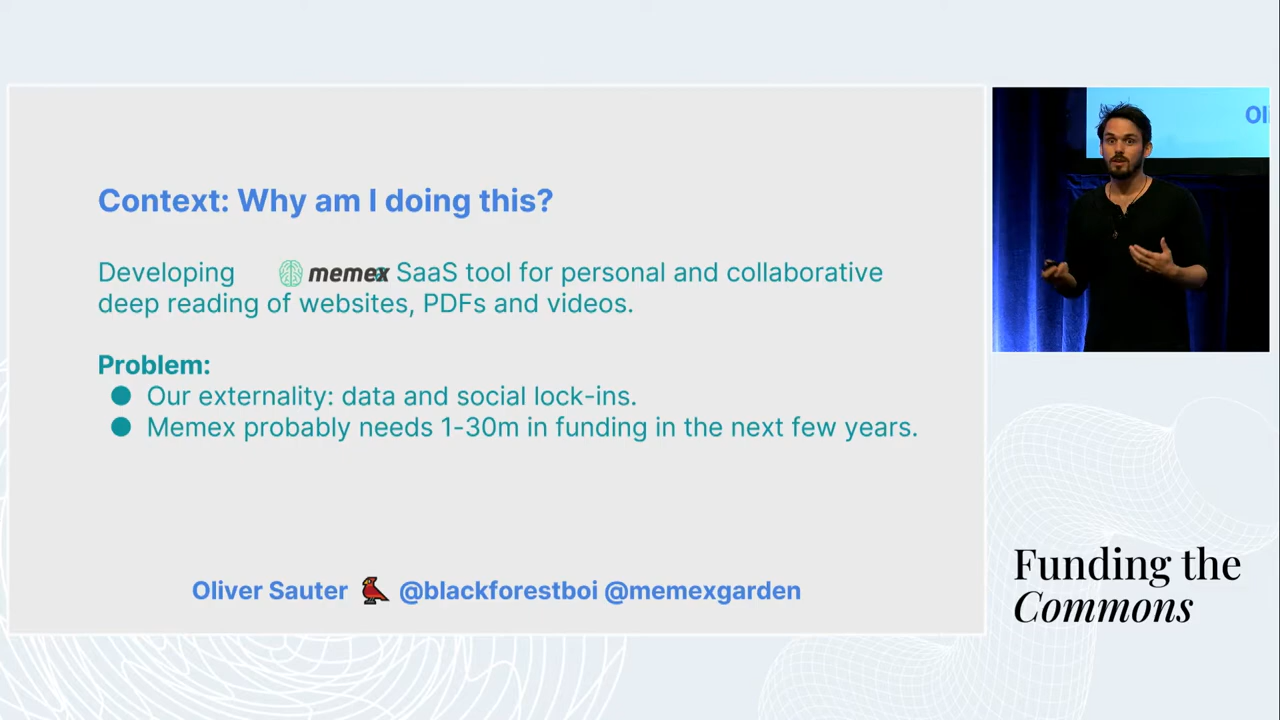 Context: Why am I doing this?
Developing memex SaaS tool for personal and collaborative
deep reading of websites, PDFs and videos.
Problem:
● Our externality: data and social lock-ins.
● Memex probably needs 1-30m in funding in the next few years.
Oliver Sauter @blackforestboi @memexgarden
Oli
Funding the
Commons